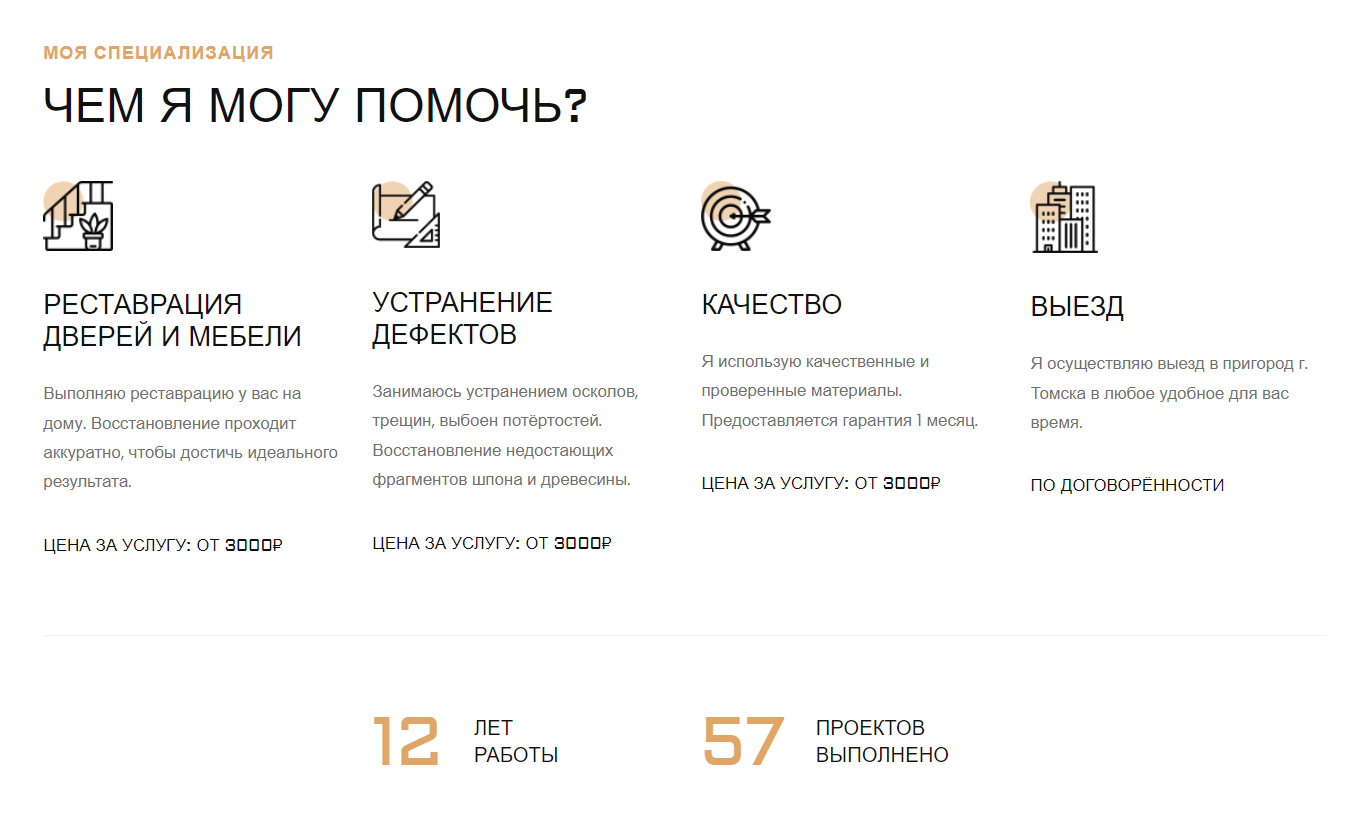 МОЯ СПЕЦИАЛИЗАЦИЯ
ЧЕМ Я МОГУ ПОМОЧЬ?
РЕСТАВРАЦИЯ
ДВЕРЕЙ И МЕБЕЛИ
Выполняю реставрацию у вас на
дому. Восстановление проходит
аккуратно, чтобы достичь идеального
результата.
ЦЕНА ЗА УСЛУГУ: ОТ 3000₽
УСТРАНЕНИЕ
ДЕФЕКТОВ
Занимаюсь устранением осколов,
трещин, выбоен потёртостей.
Восстановление недостающих
фрагментов шпона и древесины.
ЦЕНА ЗА УСЛУГУ: ОТ 3000₽
КАЧЕСТВО
Я использую качественные и
проверенные материалы.
Предоставляется гарантия 1 месяц.
ЦЕНА ЗА УСЛУГУ: ОТ 3000₽
ВЫЕЗД
Я осуществляю выезд в пригород г.
Томска в любое удобное для вас
время.
ПО ДОГОВОРЁННОСТИ
12
ЛЕТ
РАБОТЫ
57
ПРОЕКТОВ
ВЫПОЛНЕНО